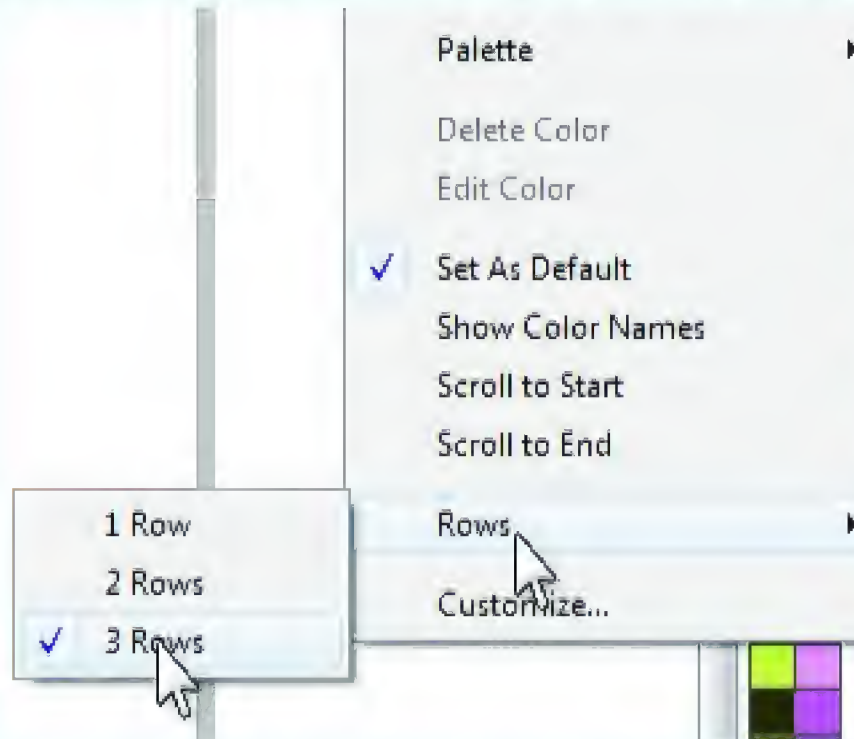 Palette
Delete Color
Edit Color
Set As Default
Show Color Names
Scroll to Start
Scroll to End
Rows
Customize...
1 Row
2 Rows
3 Rows